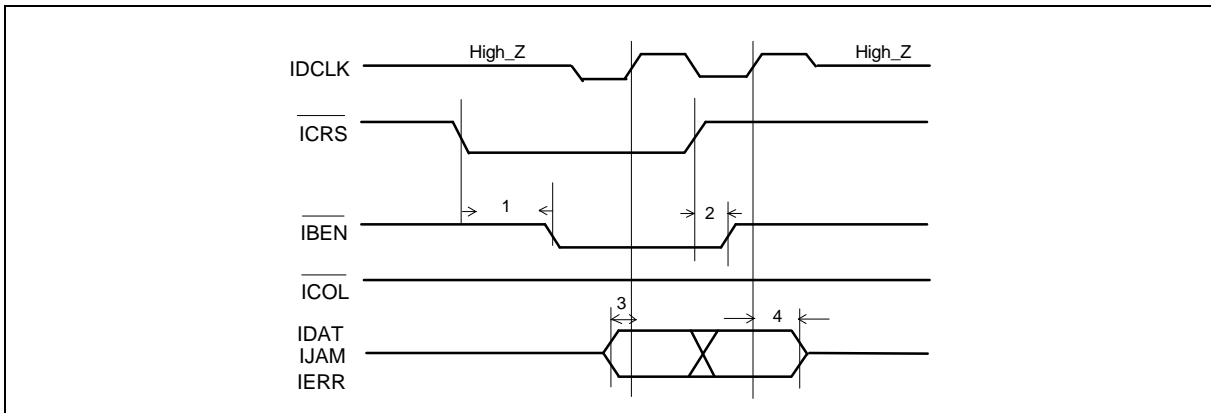 High_Z High_Z
IDCLK
ICRS
1 2
IBEN
ICOL
3 4
IDAT
IJAM
IERR